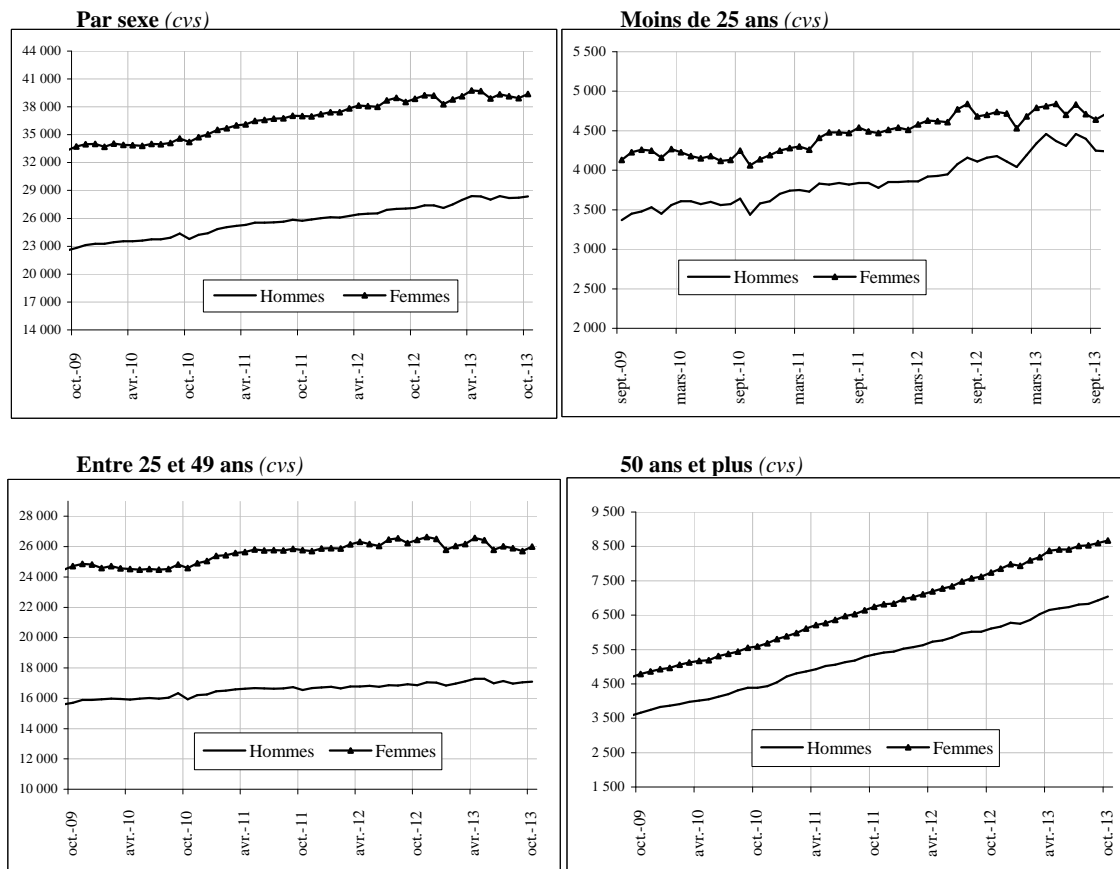 Par sexe (cvs)
44 000
41 000
38 000
35 000
32 000
29 000
26 000
23 000
20 000
17 000
14 000
Hommes
Femmes
oct.-09
avr.-10
oct.-10
avr.-11
oct.-11
avr.-12
oct.-12
avr.-13
oct.-13
Moins de 25 ans (cvs)
5 500
5 000
4 500
4 000
3 500
3 000
2 500
2 000
Hommes
Femmes
sept.-09
mars-10
sept.-10
mars-11
sept.-11
mars-12
sept.-12
mars-13
sept.-13
Entre 25 et 49 ans (cvs)
28 000
26 000
24 000
22 000
20 000
18 000
16 000
14 000
12 000
10 000
Hommes
Femmes
oct.-09
avr.-10
oct.-10
avr.-11
oct.-11
avr.-12
oct.-12
avr.-13
oct.-13
50 ans et plus (cvs)
9 500
8 500
7 500
6 500
5 500
4 500
3 500
2 500
1 500
Hommes
Femmes
oct.-09
avr.-10
oct.-10
avr.-11
oct.-11
avr.-12
oct.-12
avr.-13
oct.-13